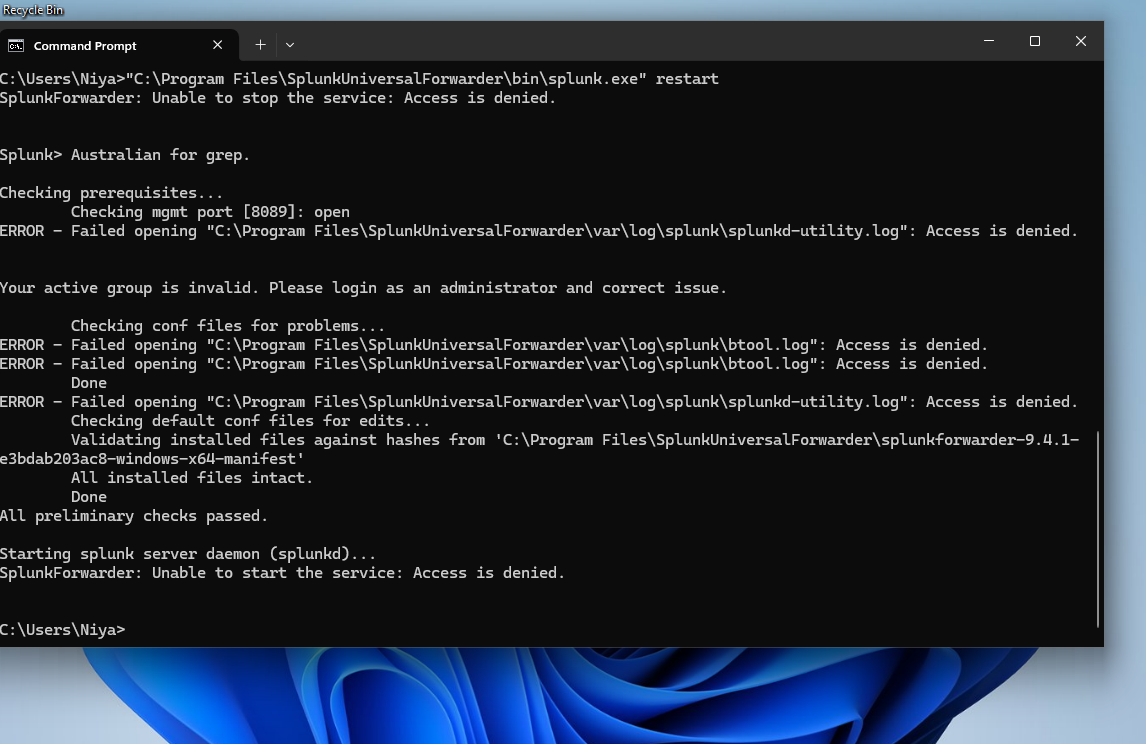 Recycle Bin
Command Prompt
C:\Users\Niya>"C:\Program Files\SplunkUniversalForwarder\bin\splunk.exe" restart
SplunkForwarder: Unable to stop the service: Access is denied.
Splunk> Australian for grep.
Checking prerequisites...
Checking mgmt port [8089]: open
ERROR - Failed opening "C:\Program Files\SplunkUniversalForwarder\var\log\splunk\splunkd-utility.log": Access is denied.
Your active group is invalid. Please login as an administrator and correct issue.
Checking conf files for problems...
ERROR - Failed opening "C:\Program Files\SplunkUniversalForwarder\var\log\splunk\btool.log": Access is denied.
ERROR - Failed opening "C:\Program Files\SplunkUniversalForwarder\var\log\splunk\btool.log": Access is denied.
Done
ERROR - Failed opening "C:\Program Files\SplunkUniversalForwarder\var\log\splunk\splunkd-utility.log": Access is denied.
Checking default conf files for edits...
Validating installed files against hashes from 'C:\Program Files\SplunkUniversalForwarder\splunkforwarder-9.4.1-
e3bdab203ac8-windows-x64-manifest'
All installed files intact.
Done
All preliminary checks passed.
Starting splunk server daemon (splunkd)...
SplunkForwarder: Unable to start the service: Access is denied.
C:\Users\Niya>